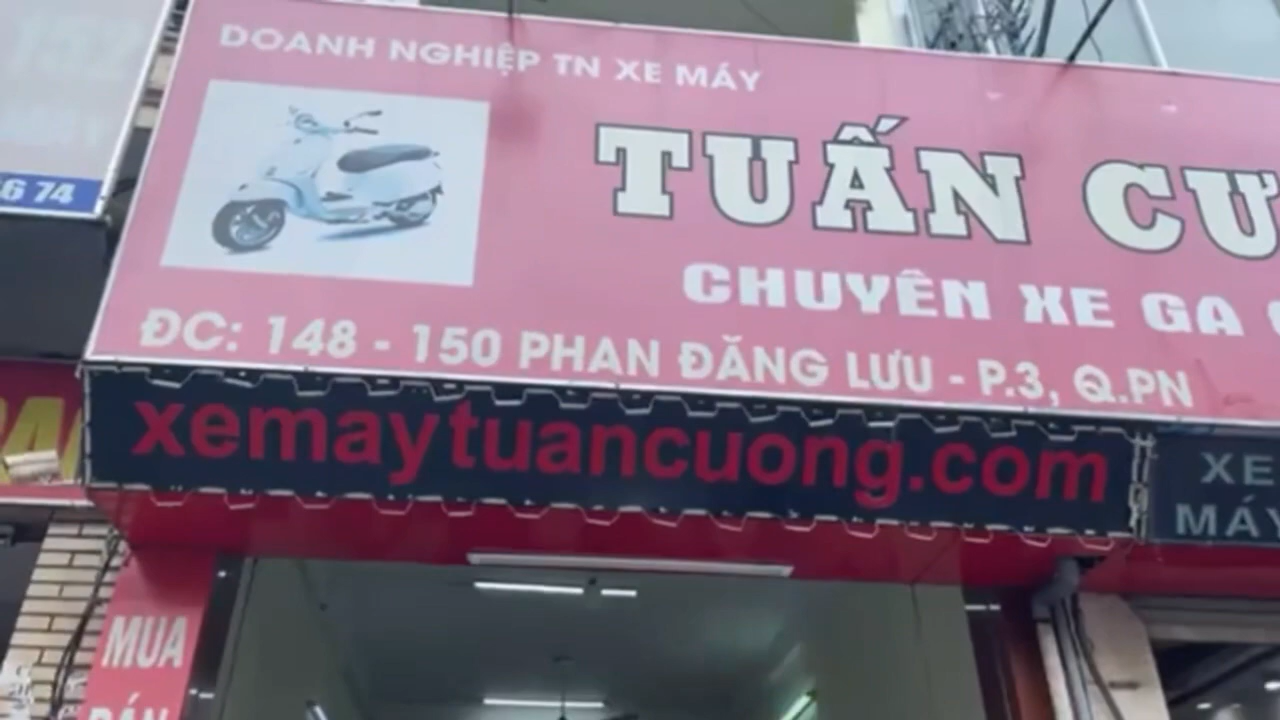 DOANH NGHIỆP TN XE MÁY
TUẤN CƯ
CHUYÊN XE GA
ĐC: 148 - 150 PHAN ĐĂNG LƯU - P.3, Q.PN
xemaytuancuong.com
6 74
XE
MÁY
MUA
BÁN